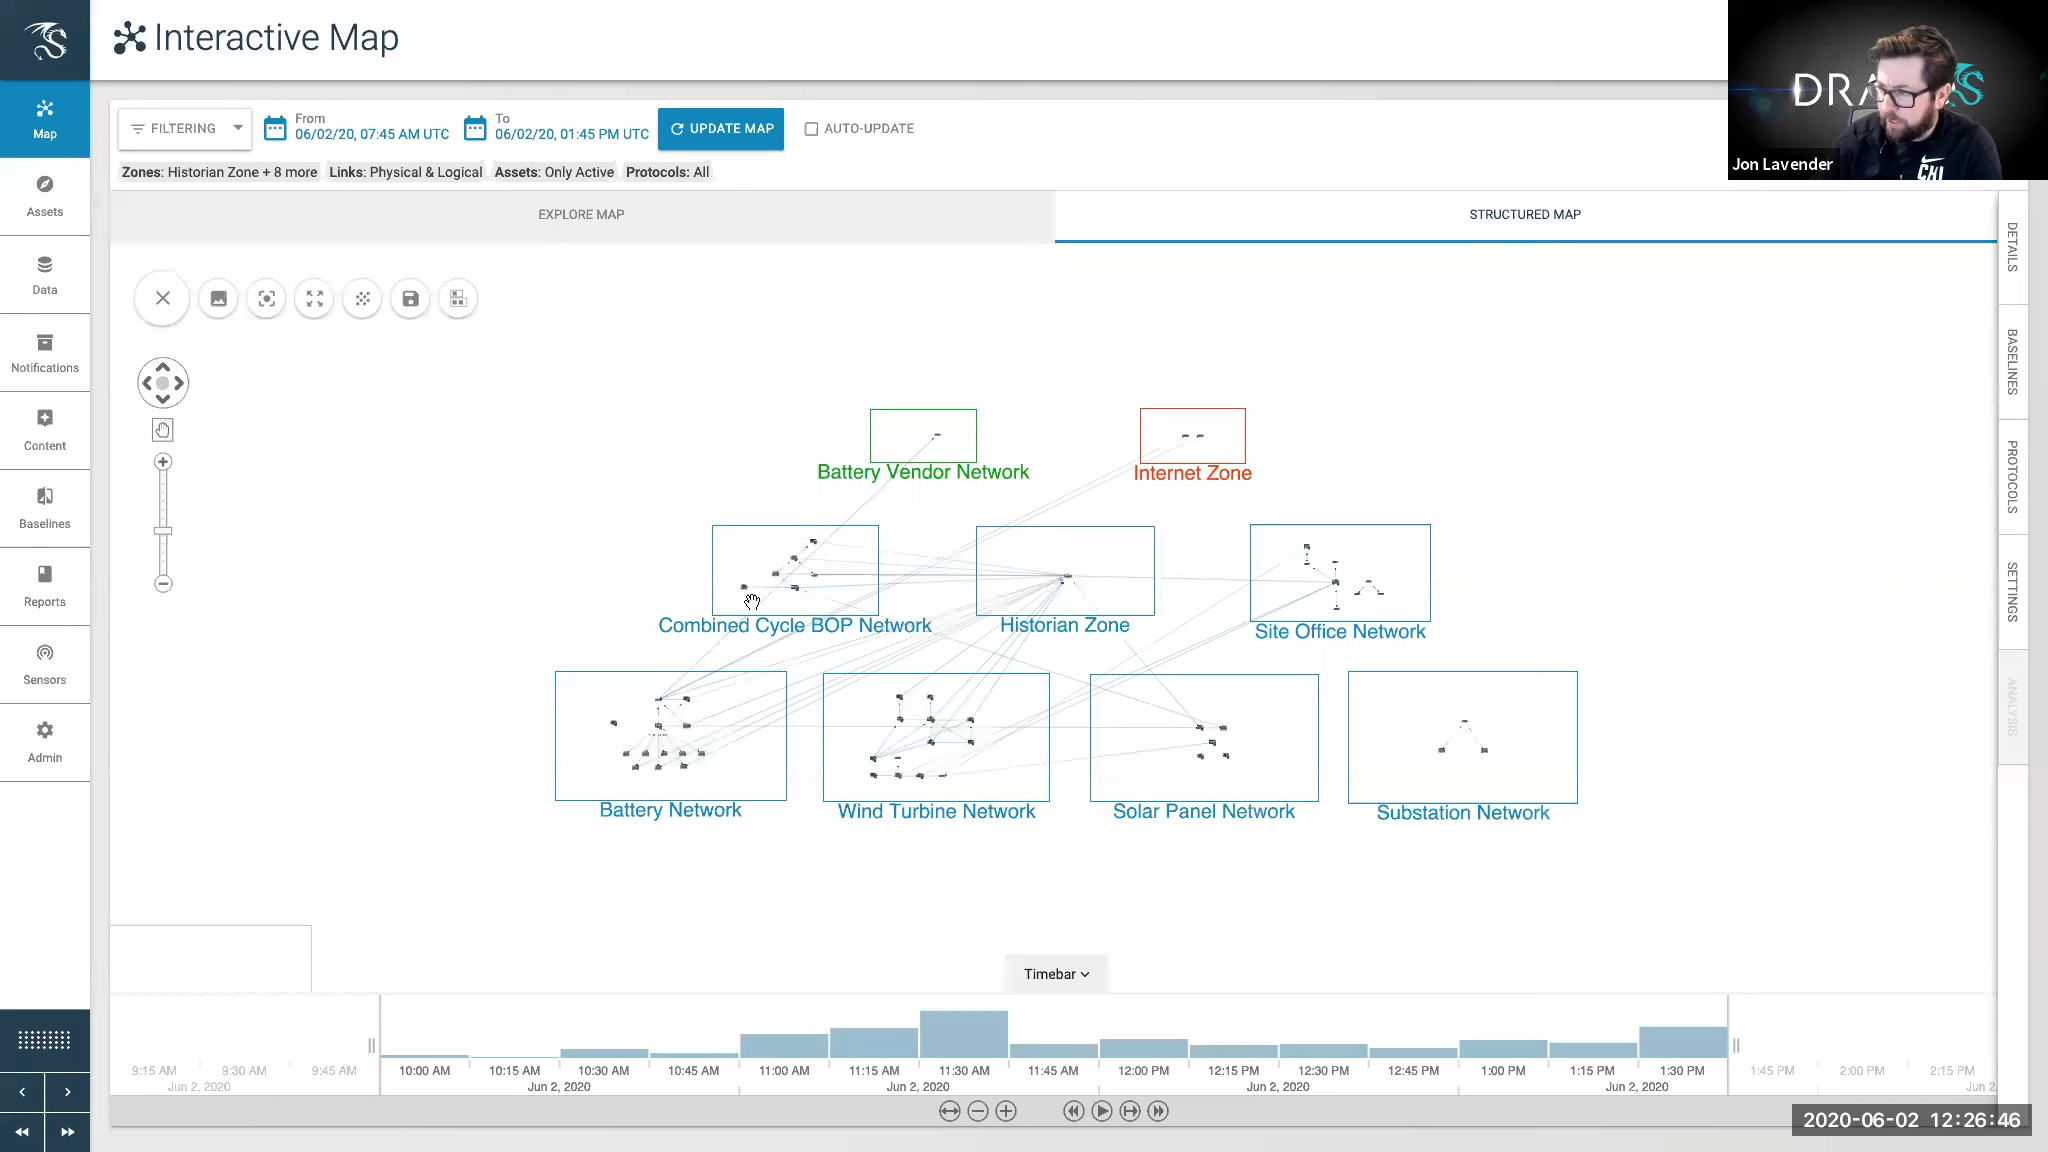 Interactive Map
DRA
Jon Lavender
Map
Assets
Data
Notifications
Content
Baselines
Reports
Sensors
Admin
FILTERING
From
06/02/20, 07:45 AM UTC
To
06/02/20, 01:45 PM UTC
UPDATE MAP
AUTO-UPDATE
Zones: Historian Zone + 8 more Links: Physical & Logical Assets: Only Active Protocols: All
EXPLORE MAP
STRUCTURED MAP
DETAILS
BASELINES
PROTOCOLS
SETTINGS
ANALYSIS
Battery Vendor Network
Internet Zone
Combined Cycle BOP Network
Historian Zone
Site Office Network
Battery Network
Wind Turbine Network
Solar Panel Network
Substation Network
Timebar
9:15 AM 9:30 AM 9:45 AM 10:00 AM 10:15 AM 10:30 AM 10:45 AM 11:00 AM 11:15 AM 11:30 AM 11:45 AM 12:00 PM 12:15 PM 12:30 PM 12:45 PM 1:00 PM 1:15 PM 1:30 PM 1:45 PM 2:00 PM 2:15 PM
Jun 2, 2020 Jun 2, 2020 Jun 2, 2020 Jun 2, 2020 Jun 2, 2020 Jun 2
2020-06-02 12:26:46